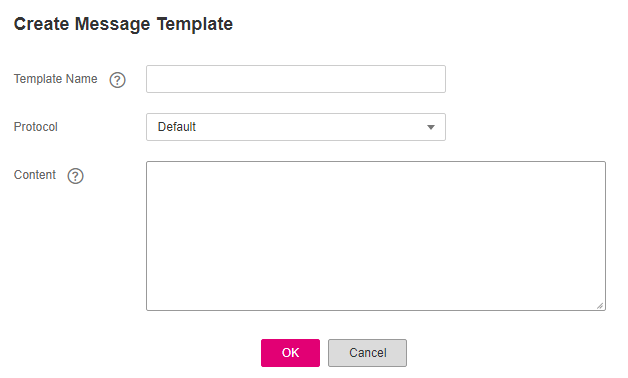 Create Message Template
Template Name ?
Protocol Default
Content ?
OK Cancel